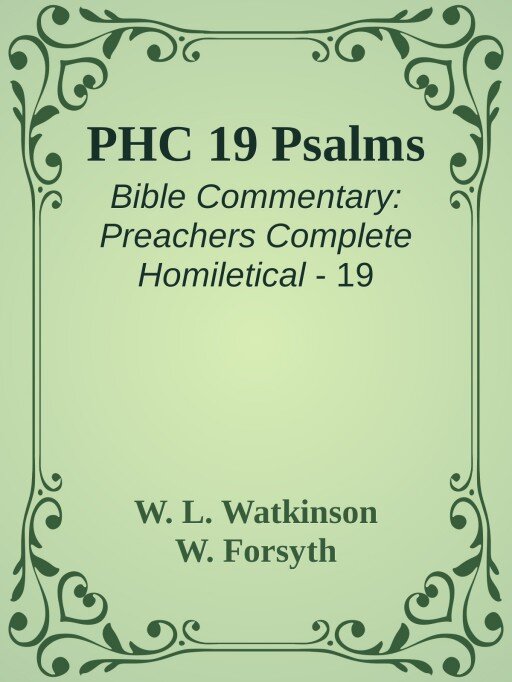 PHC 19 Psalms
Bible Commentary:
Preachers Complete
Homiletical - 19
W. L. Watkinson
W. Forsyth